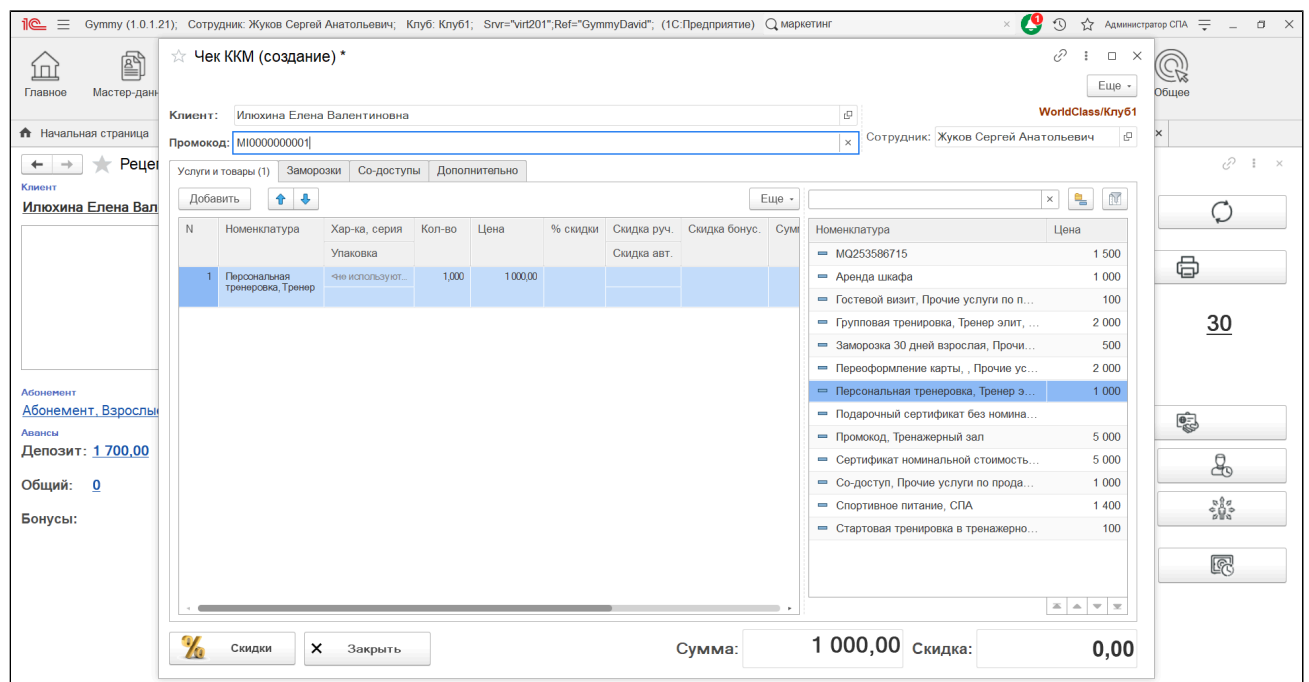 Gymmy (1.0.1.21); Сотрудник: Жуков Сергей Анатольевич; Клуб: Клуб1; Srvr="virt201";Ref="GymmyDavid"; (1С:Предприятие) маркетинг 1 Администратор СПА
Главное
Мастер-данн
Общее
Начальная страница
Рецеп
Клиент
Илюхина Елена Вал
Абонемент
Абонемент, Взрослы
Авансы
Депозит: 1 700,00
Общий: 0
Бонусы:
Чек ККМ (создание) *
Еще
Клиент: Илюхина Елена Валентиновна
WorldClass/Клуб1
Промокод: MI0000000001
Сотрудник: Жуков Сергей Анатольевич
Услуги и товары (1) Заморозки Со-доступы Дополнительно
Добавить Еще
N Номенклатура Хар-ка, серия Кол-во Цена % скидки Скидка руч. Скидка бонус. Сум
Упаковка Скидка авт.
1 Персональная <не используют... 1,000 1 000,00
тренеровка, Тренер
Номенклатура Цена
MQ253586715 1 500
Аренда шкафа 1 000
Гостевой визит, Прочие услуги по п... 100
Групповая тренировка, Тренер элит, ... 2 000
Заморозка 30 дней взрослая, Прочи... 500
Переоформление карты, , Прочие ус... 2 000
Персональная тренеровка, Тренер э... 1 000
Подарочный сертификат без номина...
Промокод, Тренажерный зал 5 000
Сертификат номинальной стоимость... 5 000
Со-доступ, Прочие услуги по прода... 1 000
Спортивное питание, СПА 1 400
Стартовая тренировка в тренажерно... 100
Скидки Закрыть Сумма: 1 000,00 Скидка: 0,00
30